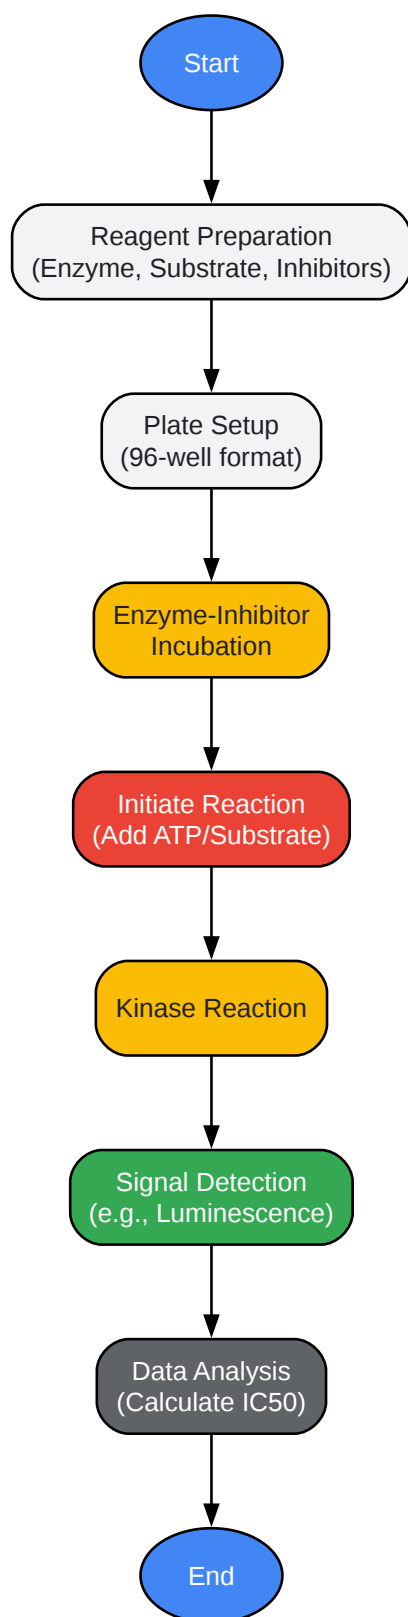 Start
Reagent Preparation
(Enzyme, Substrate, Inhibitors)
Plate Setup
(96-well format)
Enzyme-Inhibitor
Incubation
Initiate Reaction
(Add ATP/Substrate)
Kinase Reaction
Signal Detection
(e.g., Luminescence)
Data Analysis
(Calculate IC50)
End